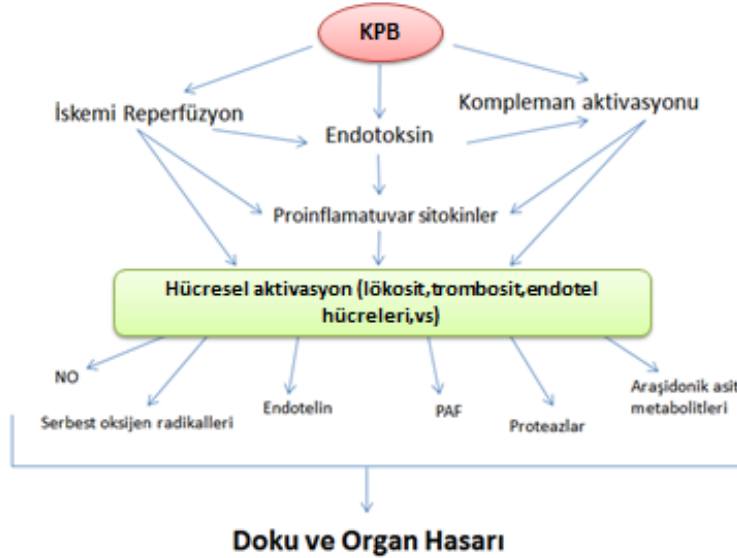 KPB
İskemi Reperfüzyon
Kompleman aktivasyonu
Endotoksin
Proinflamatuvar sitokinler
Hücresel aktivasyon (lökosit,trombosit,endotel
hücreleri,vs)
NO
Serbest oksijen radikalleri
Endotelin
PAF
Proteazlar
Araşidonik asit
metabolitleri
Doku ve Organ Hasarı